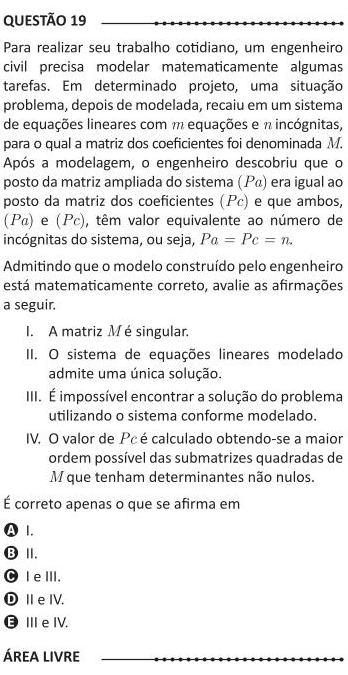 QUESTÃO 19
Para realizar seu trabalho cotidiano, um engenheiro
civil precisa modelar matematicamente algumas
tarefas. Em determinado projeto, uma situação
problema, depois de modelada, recaiu em um sistema
de equações lineares com m equações e n incógnitas,
para o qual a matriz dos coeficientes foi denominada M.
Após a modelagem, o engenheiro descobriu que o
posto da matriz ampliada do sistema (Pa) era igual ao
posto da matriz dos coeficientes (Pc) e que ambos,
(Pa) e (Pc), têm valor equivalente ao número de
incógnitas do sistema, ou seja, Pa = Pc = n.
Admitindo que o modelo construído pelo engenheiro
está matematicamente correto, avalie as afirmações
a seguir.
I. A matriz M é singular.
II. O sistema de equações lineares modelado
admite uma única solução.
III. É impossível encontrar a solução do problema
utilizando o sistema conforme modelado.
IV. O valor de Pc é calculado obtendo-se a maior
ordem possível das submatrizes quadradas de
M que tenham determinantes não nulos.
É correto apenas o que se afirma em
A I.
B II.
C I e III.
D II e IV.
E III e IV.
ÁREA LIVRE